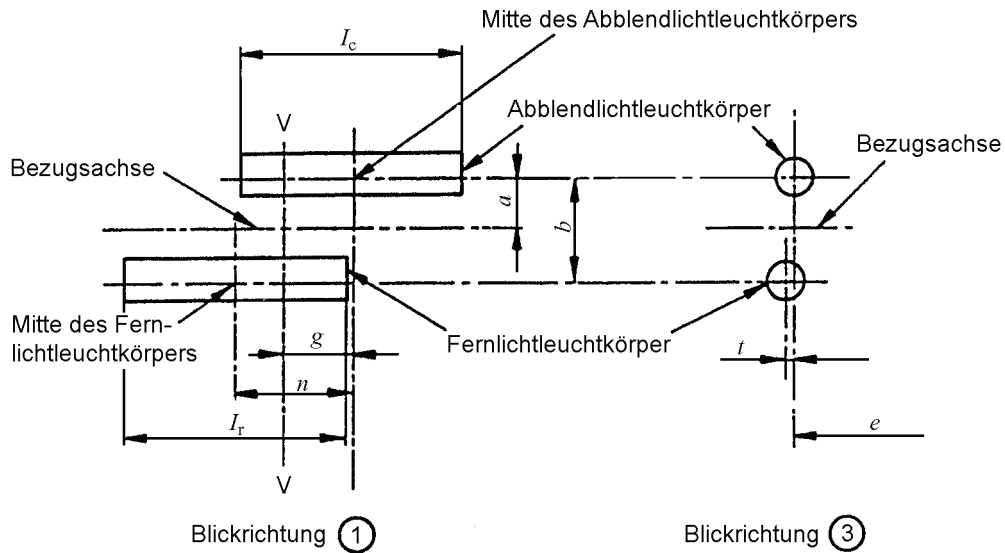 Mitte des Abblendlichtleuchtkörpers
I_c
Abblendlichtleuchtkörper
V
Bezugsachse
Bezugsachse
a
b
Mitte des Fern-
lichtleuchtkörpers
g
Fernlichtleuchtkörper
t
n
I_r
e
V
Blickrichtung 1
Blickrichtung 3